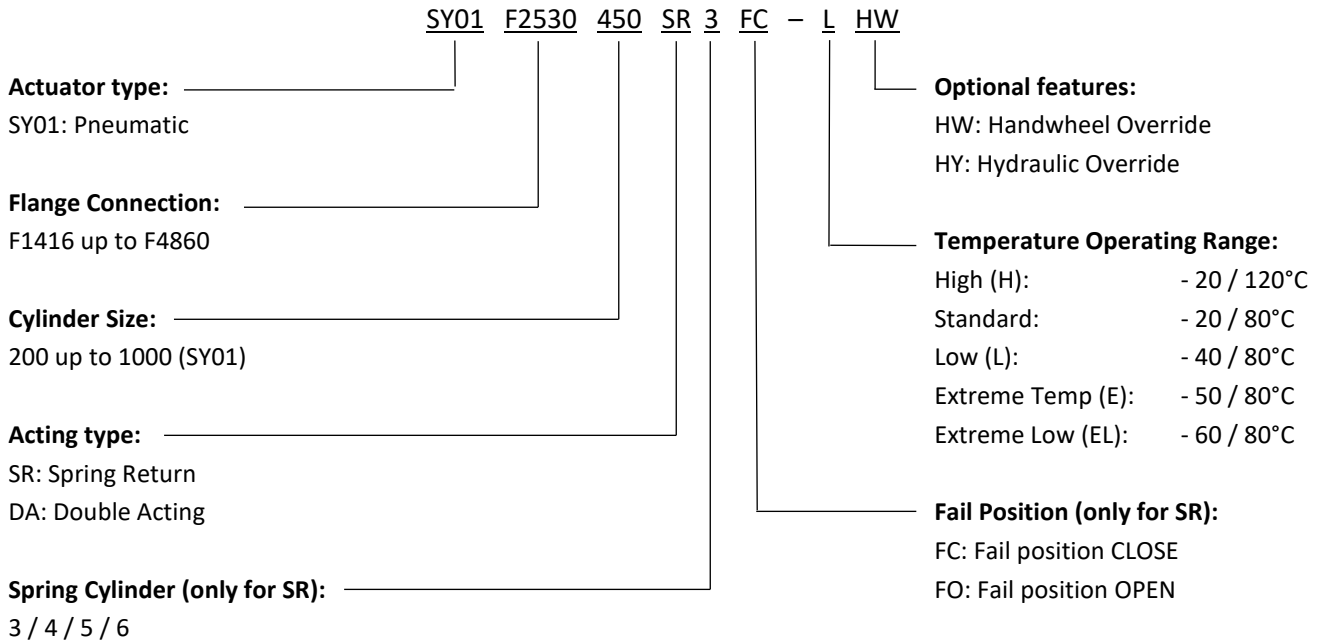 SY01 F2530 450 SR 3 FC – L HW
Actuator type:
SY01: Pneumatic
Flange Connection:
F1416 up to F4860
Cylinder Size:
200 up to 1000 (SY01)
Acting type:
SR: Spring Return
DA: Double Acting
Spring Cylinder (only for SR):
3 / 4 / 5 / 6
Optional features:
HW: Handwheel Override
HY: Hydraulic Override
Temperature Operating Range:
High (H): - 20 / 120°C
Standard: - 20 / 80°C
Low (L): - 40 / 80°C
Extreme Temp (E): - 50 / 80°C
Extreme Low (EL): - 60 / 80°C
Fail Position (only for SR):
FC: Fail position CLOSE
FO: Fail position OPEN